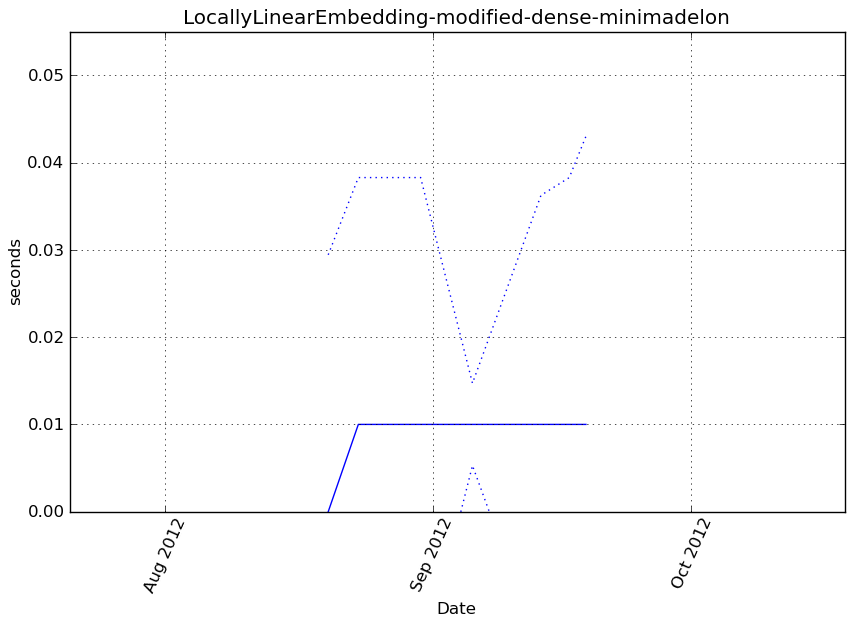 LocallyLinearEmbedding-modified-dense-minimadelon
0.05
0.04
0.03
0.02
0.01
0.00
seconds
Aug 2012
Sep 2012
Oct 2012
Date